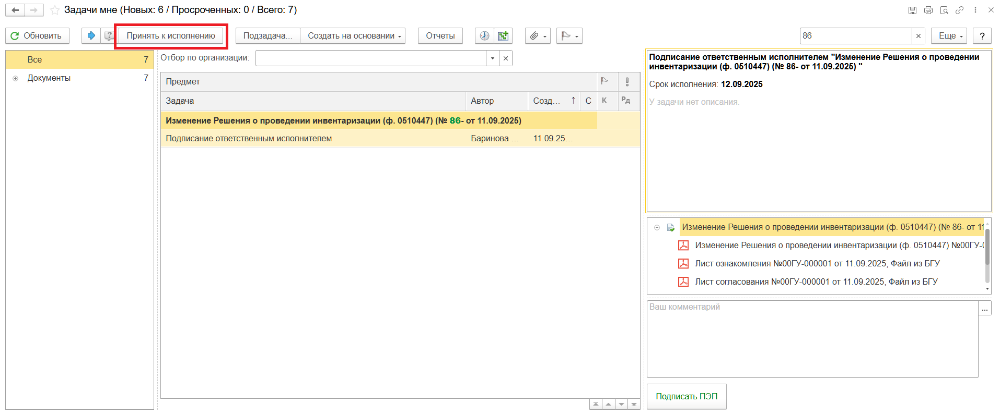 Задачи мне (Новых: 6 / Просроченных: 0 / Всего: 7)
Обновить
Принять к исполнению
Подзадача...
Создать на основании
Отчеты
86
Еще
?
Все 7
Документы 7
Отбор по организации:
Предмет
Задача Автор Созд... ↑ С К Рд
Изменение Решения о проведении инвентаризации (ф. 0510447) (№ 86- от 11.09.2025)
Подписание ответственным исполнителем Баринова ... 11.09.25...
Подписание ответственным исполнителем "Изменение Решения о проведении
инвентаризации (ф. 0510447) (№ 86- от 11.09.2025) "
Срок исполнения: 12.09.2025
У задачи нет описания.
Изменение Решения о проведении инвентаризации (ф. 0510447) (№ 86- от 11
Изменение Решения о проведении инвентаризации (ф. 0510447) №00ГУ-0
Лист ознакомления №00ГУ-000001 от 11.09.2025, Файл из БГУ
Лист согласования №00ГУ-000001 от 11.09.2025, Файл из БГУ
Ваш комментарий
...
Подписать ПЭП